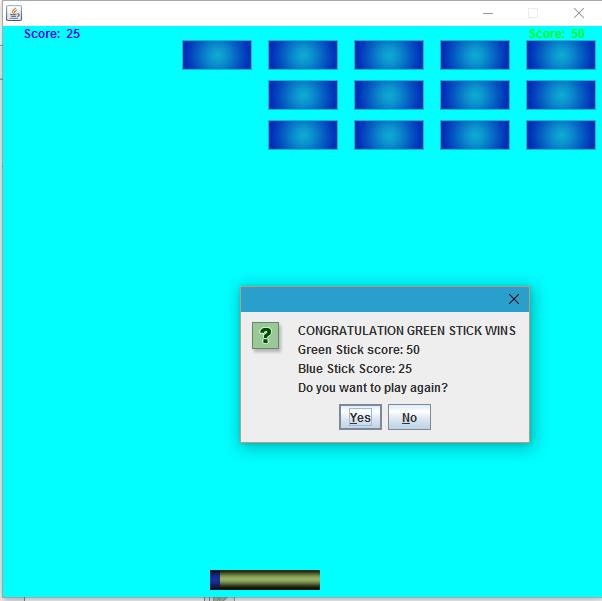 Score: 25
Score: 50
CONGRATULATION GREEN STICK WINS
Green Stick score: 50
Blue Stick Score: 25
Do you want to play again?
Yes
No